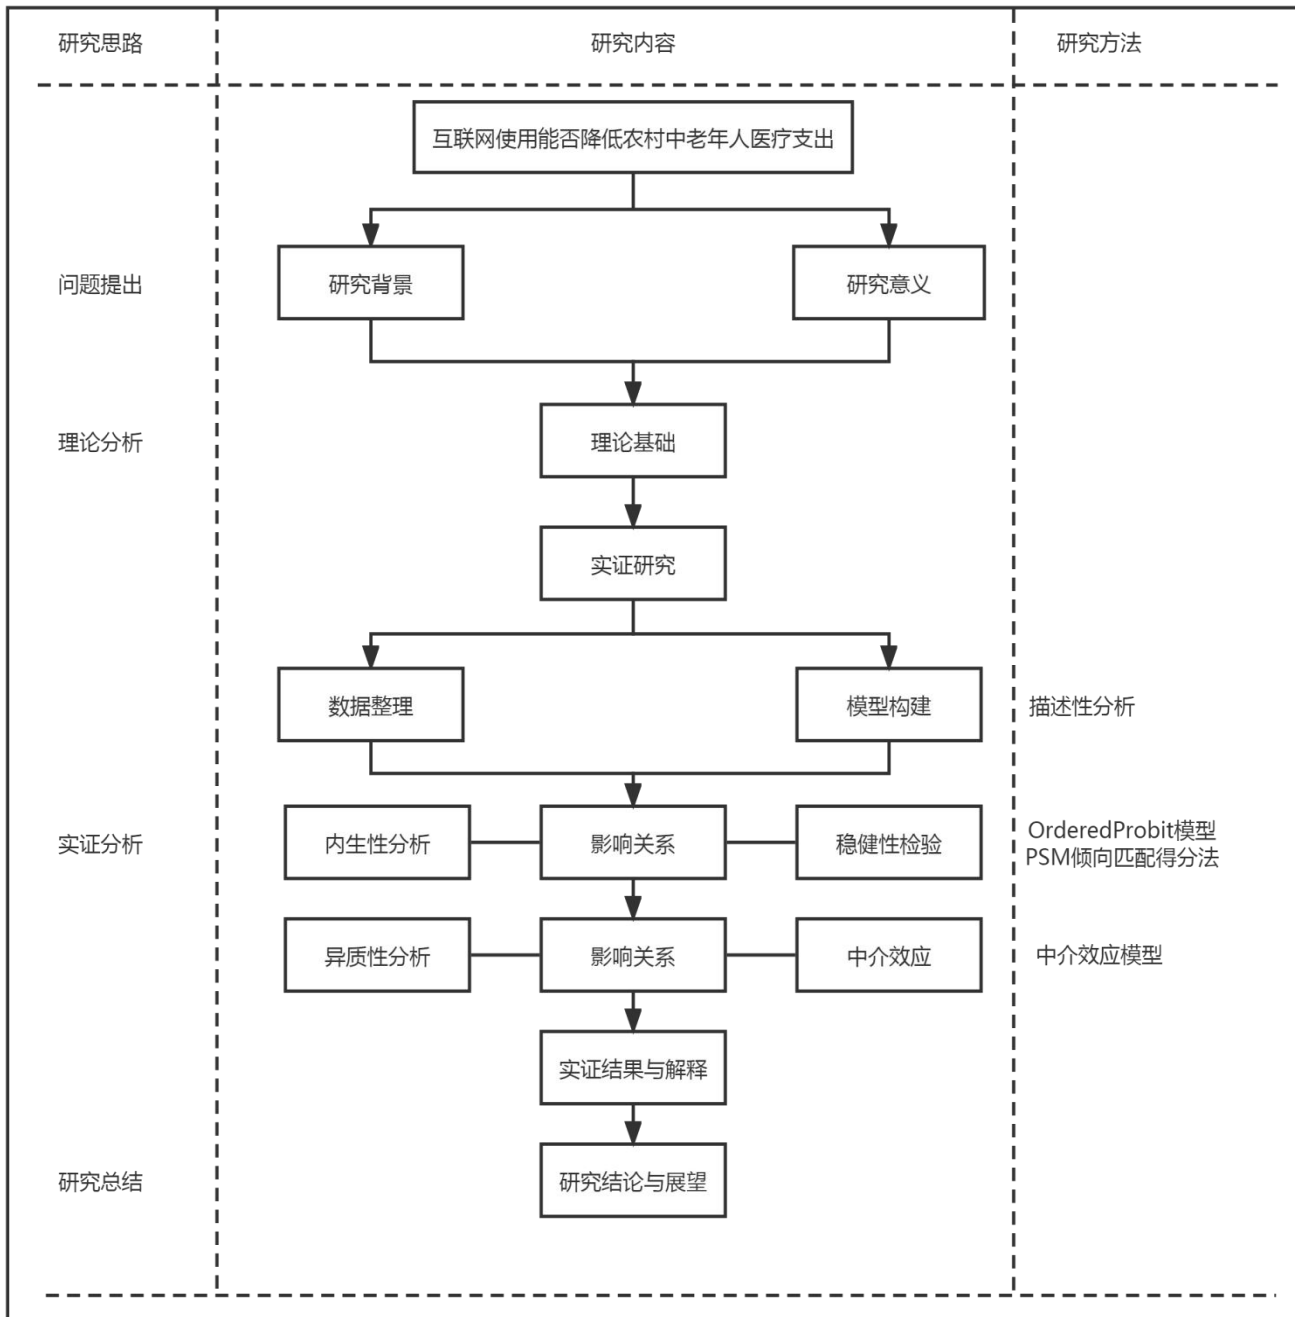 研究思路
研究内容
研究方法
互联网使用能否降低农村中老年人医疗支出
问题提出
研究背景
研究意义
理论分析
理论基础
实证研究
数据整理
模型构建
描述性分析
实证分析
内生性分析
影响关系
稳健性检验
OrderedProbit模型
PSM倾向匹配得分法
异质性分析
影响关系
中介效应
中介效应模型
实证结果与解释
研究总结
研究结论与展望